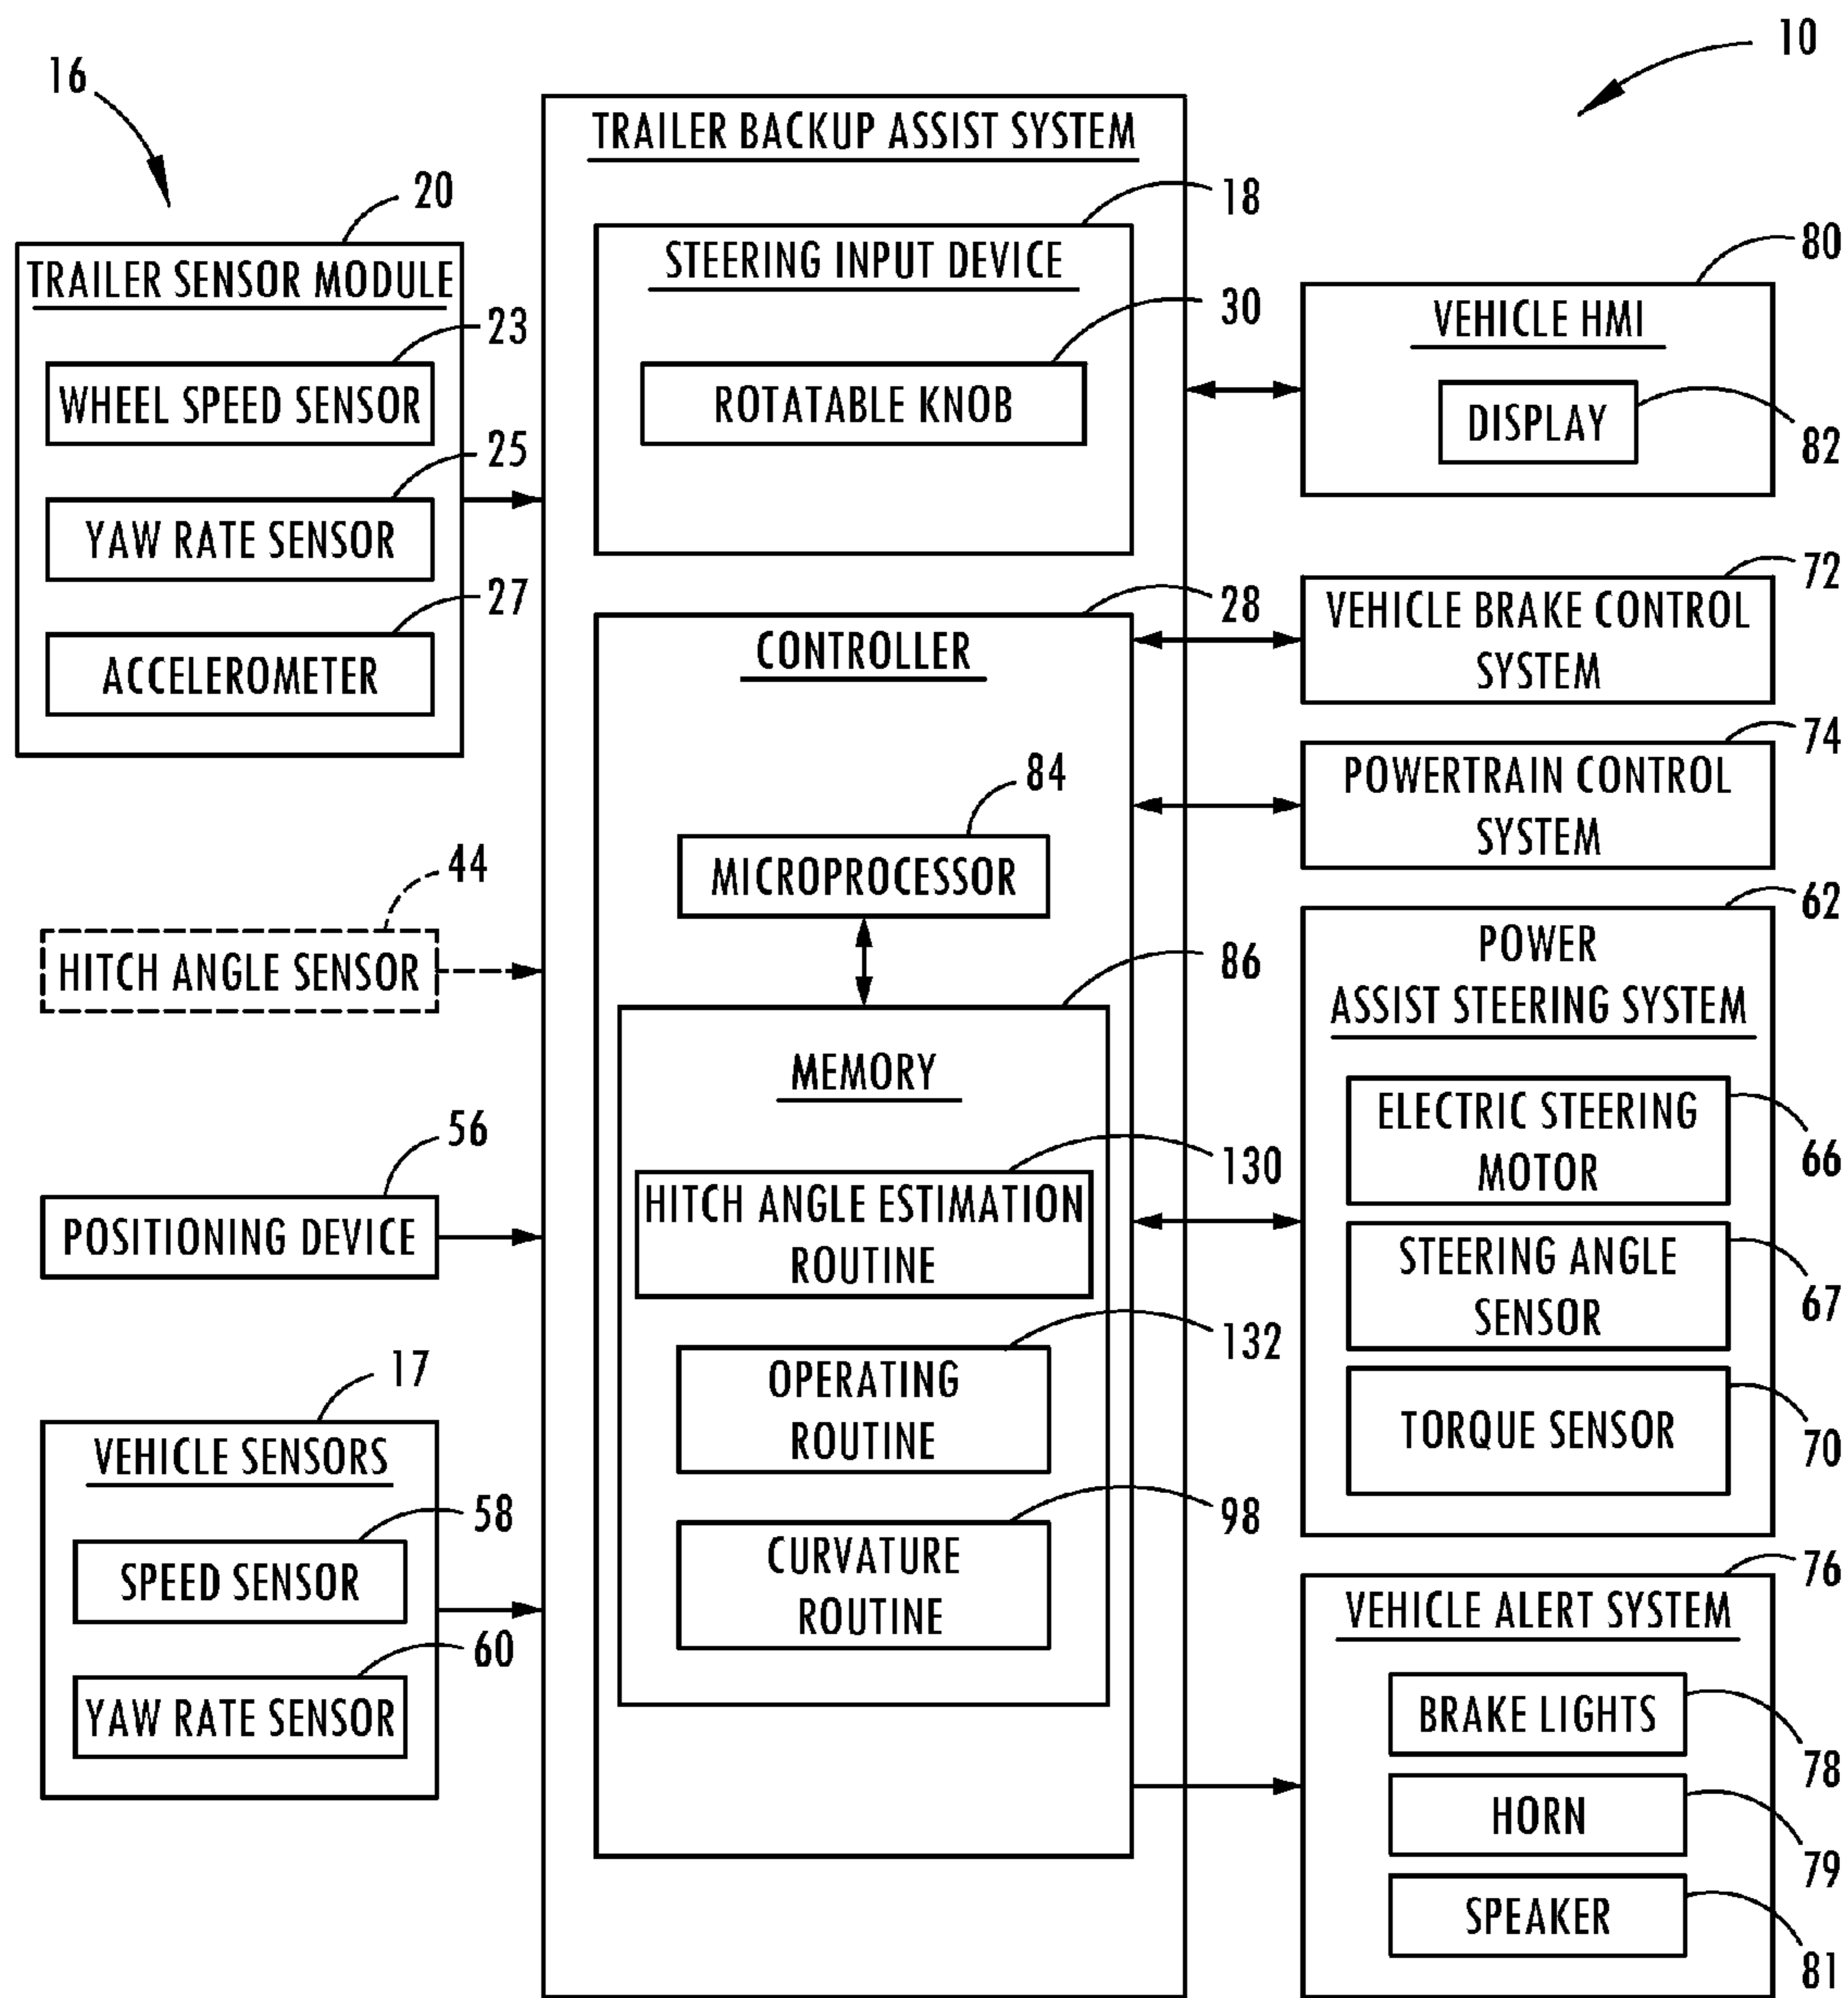 10
16
TRAILER BACKUP ASSIST SYSTEM
20
TRAILER SENSOR MODULE
23
WHEEL SPEED SENSOR
25
YAW RATE SENSOR
27
ACCELEROMETER
44
HITCH ANGLE SENSOR
56
POSITIONING DEVICE
17
VEHICLE SENSORS
58
SPEED SENSOR
60
YAW RATE SENSOR
18
STEERING INPUT DEVICE
30
ROTATABLE KNOB
28
CONTROLLER
84
MICROPROCESSOR
86
MEMORY
130
HITCH ANGLE ESTIMATION
ROUTINE
132
OPERATING
ROUTINE
98
CURVATURE
ROUTINE
80
VEHICLE HMI
DISPLAY
82
72
VEHICLE BRAKE CONTROL
SYSTEM
74
POWERTRAIN CONTROL
SYSTEM
62
POWER
ASSIST STEERING SYSTEM
ELECTRIC STEERING
MOTOR
66
STEERING ANGLE
SENSOR
67
TORQUE SENSOR
70
76
VEHICLE ALERT SYSTEM
BRAKE LIGHTS
78
HORN
79
SPEAKER
81